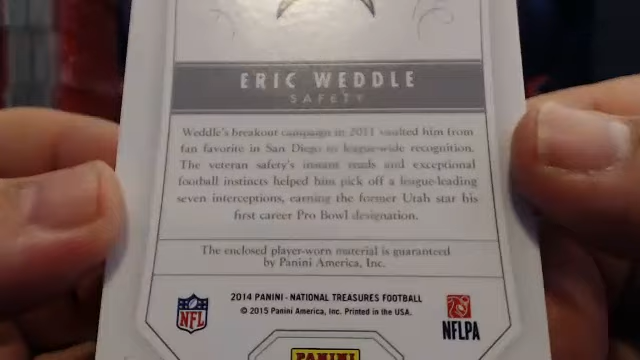 ERIC WEDDLE
SAFETY
Weddle's breakout campaign in 2011 vaulted him from
fan favorite in San Diego to league-wide recognition.
The veteran safety's instant reads and exceptional
football instincts helped him pick off a league-leading
seven interceptions, earning the former Utah star his
first career Pro Bowl designation.
The enclosed player-worn material is guaranteed
by Panini America, Inc.
2014 PANINI - NATIONAL TREASURES FOOTBALL
© 2015 Panini America, Inc. Printed in the USA.
NFL
NFLPA
PANINI